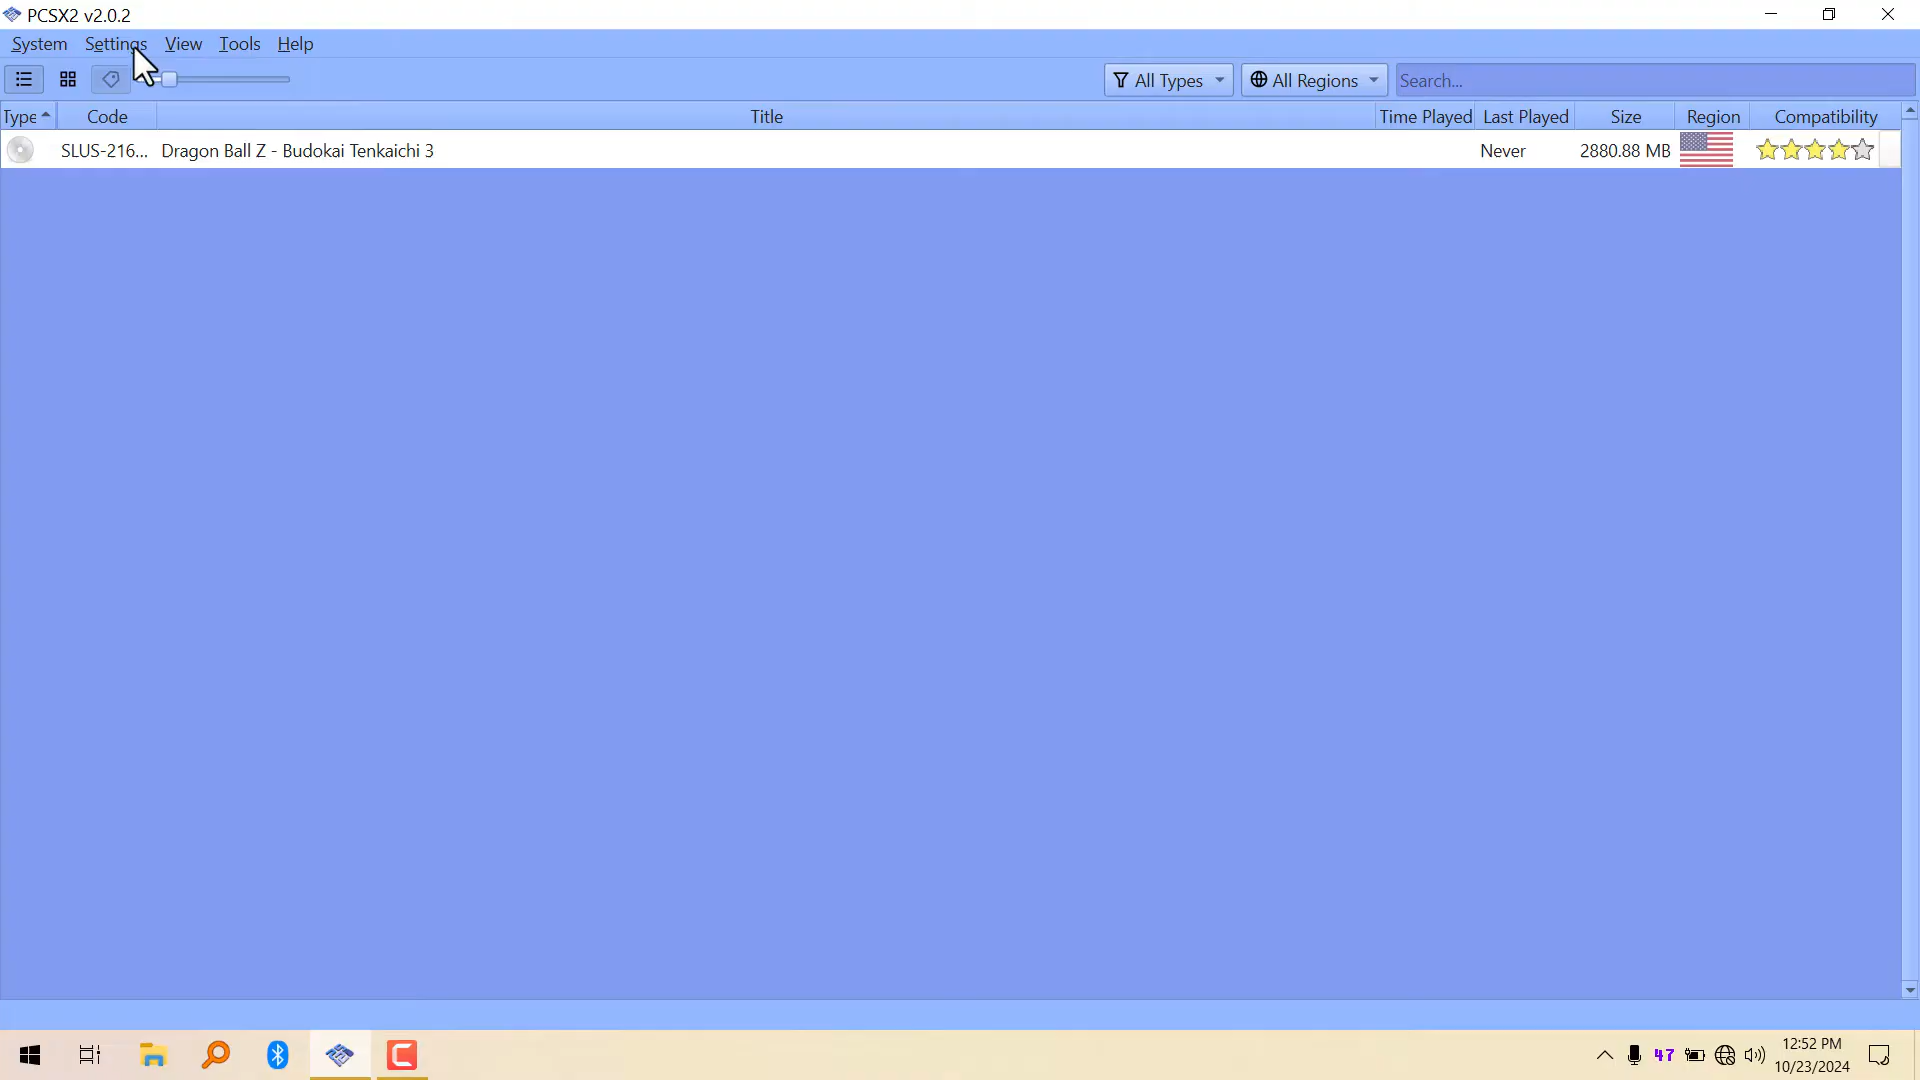 PCSX2 v2.0.2
System Settings View Tools Help
All Types All Regions Search...
Type Code Title Time Played Last Played Size Region Compatibility
SLUS-216... Dragon Ball Z - Budokai Tenkaichi 3 Never 2880.88 MB
47 12:52 PM
10/23/2024